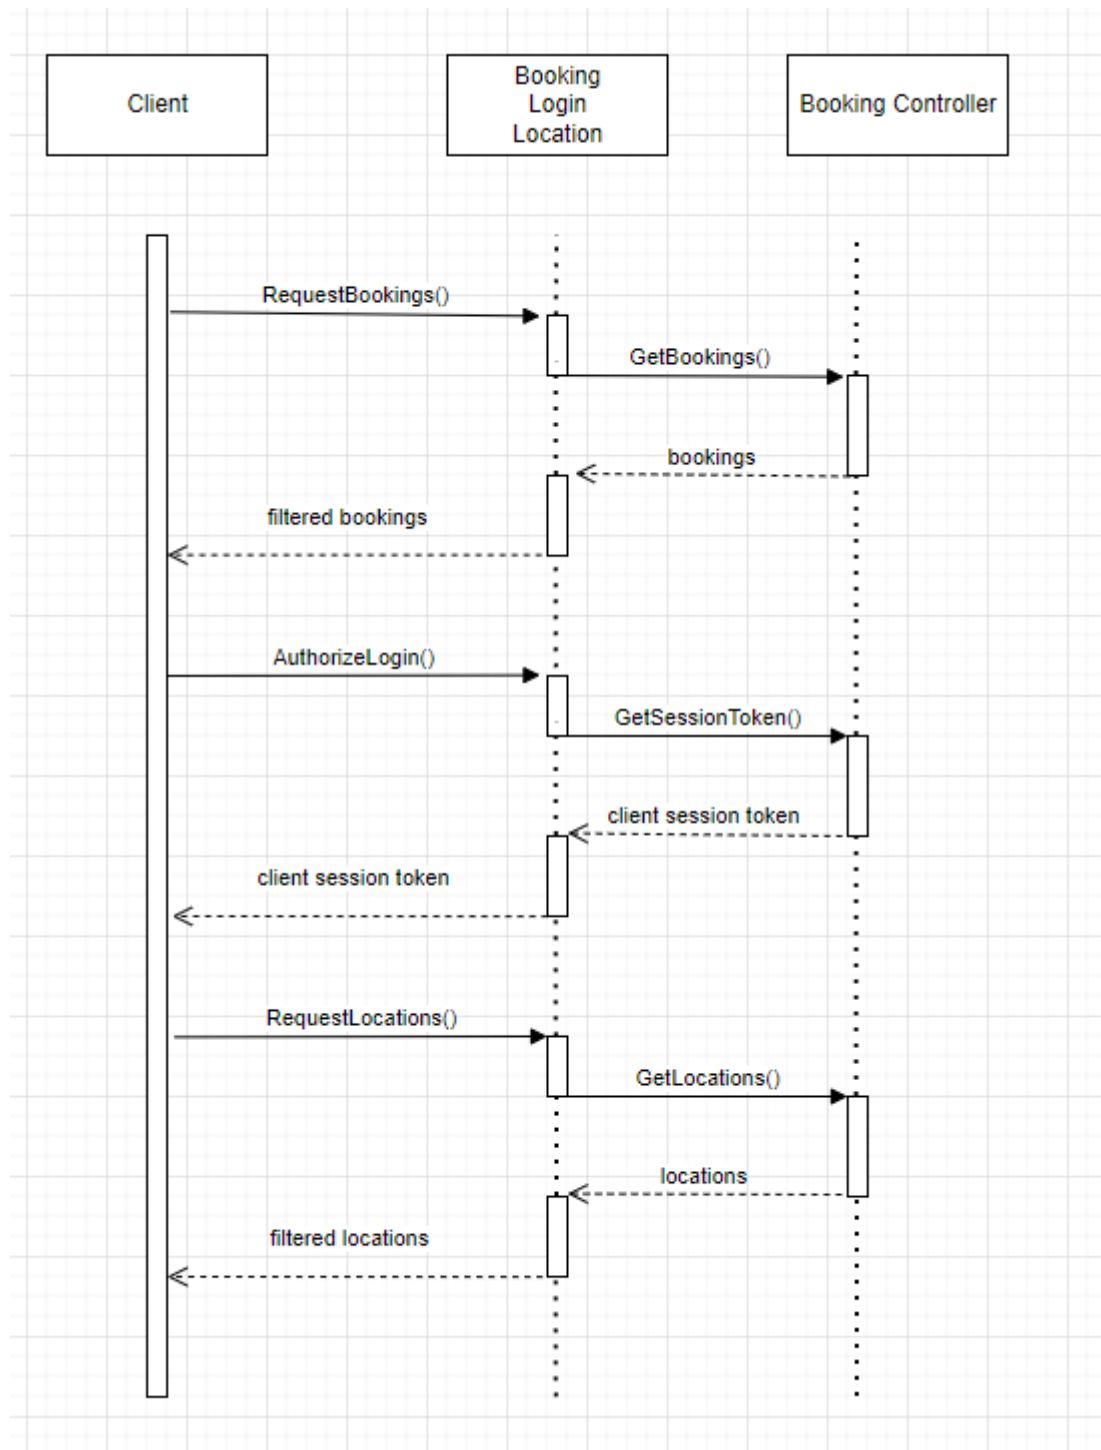 Client
Booking
Login
Location
Booking Controller
RequestBookings()
GetBookings()
bookings
filtered bookings
AuthorizeLogin()
GetSessionToken()
client session token
client session token
RequestLocations()
GetLocations()
locations
filtered locations